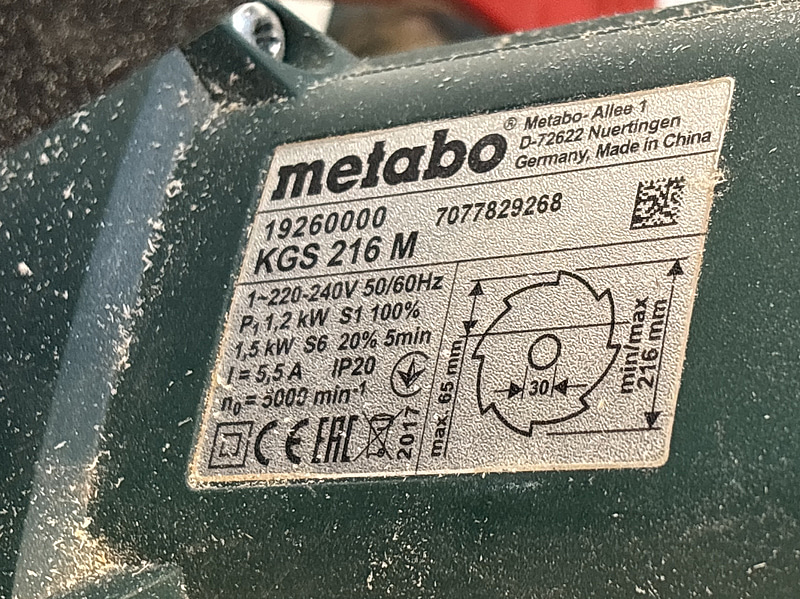 metabo®
Metabo-Allee 1
D-72622 Nuertingen
Germany, Made in China
19260000 7077829268
KGS 216 M
1~220-240V 50/60Hz
P₁ 1,2 kW S1 100%
1,5 kW S6 20% 5min
I = 5,5 A IP20
n₀ = 5000 min⁻¹
CE EAC 2017
max. 65 mm
30
min/max
216 mm